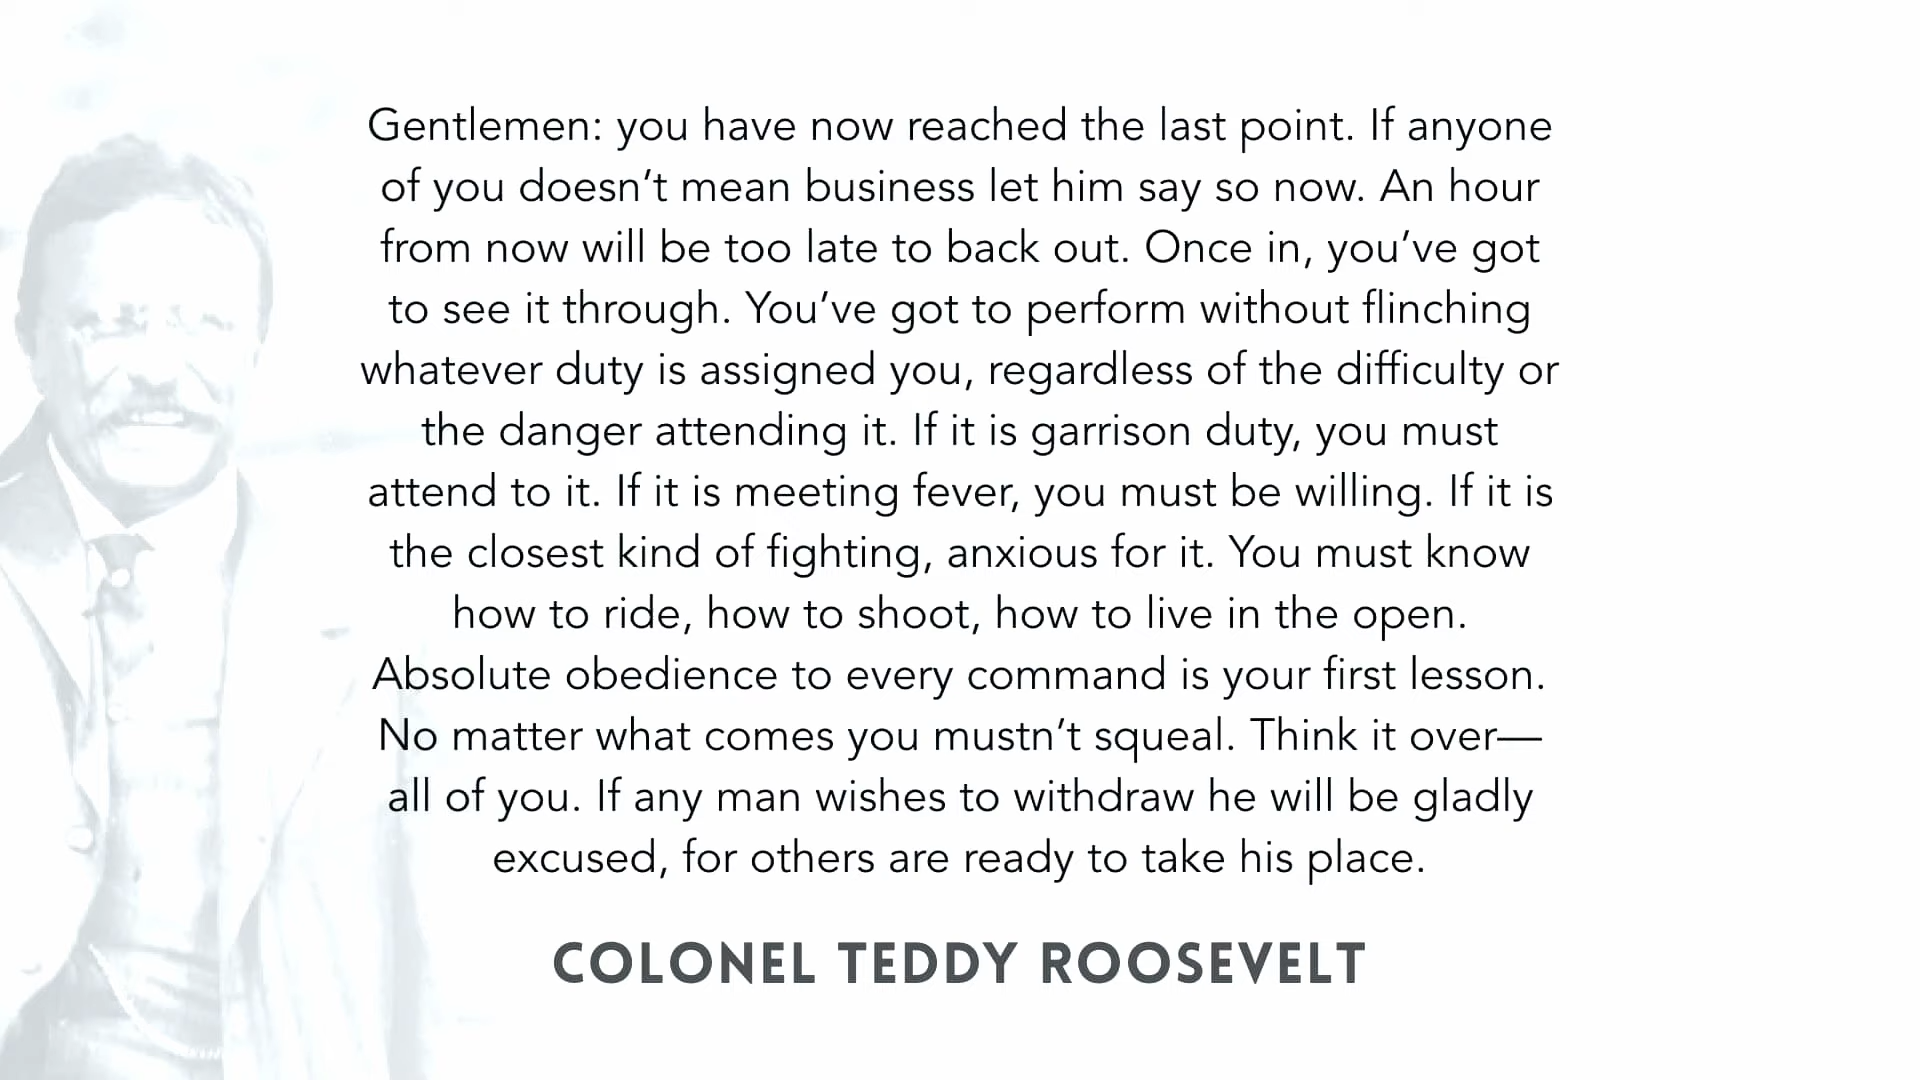 Gentlemen: you have now reached the last point. If anyone
of you doesn’t mean business let him say so now. An hour
from now will be too late to back out. Once in, you’ve got
to see it through. You’ve got to perform without flinching
whatever duty is assigned you, regardless of the difficulty or
the danger attending it. If it is garrison duty, you must
attend to it. If it is meeting fever, you must be willing. If it is
the closest kind of fighting, anxious for it. You must know
how to ride, how to shoot, how to live in the open.
Absolute obedience to every command is your first lesson.
No matter what comes you mustn’t squeal. Think it over—
all of you. If any man wishes to withdraw he will be gladly
excused, for others are ready to take his place.
COLONEL TEDDY ROOSEVELT